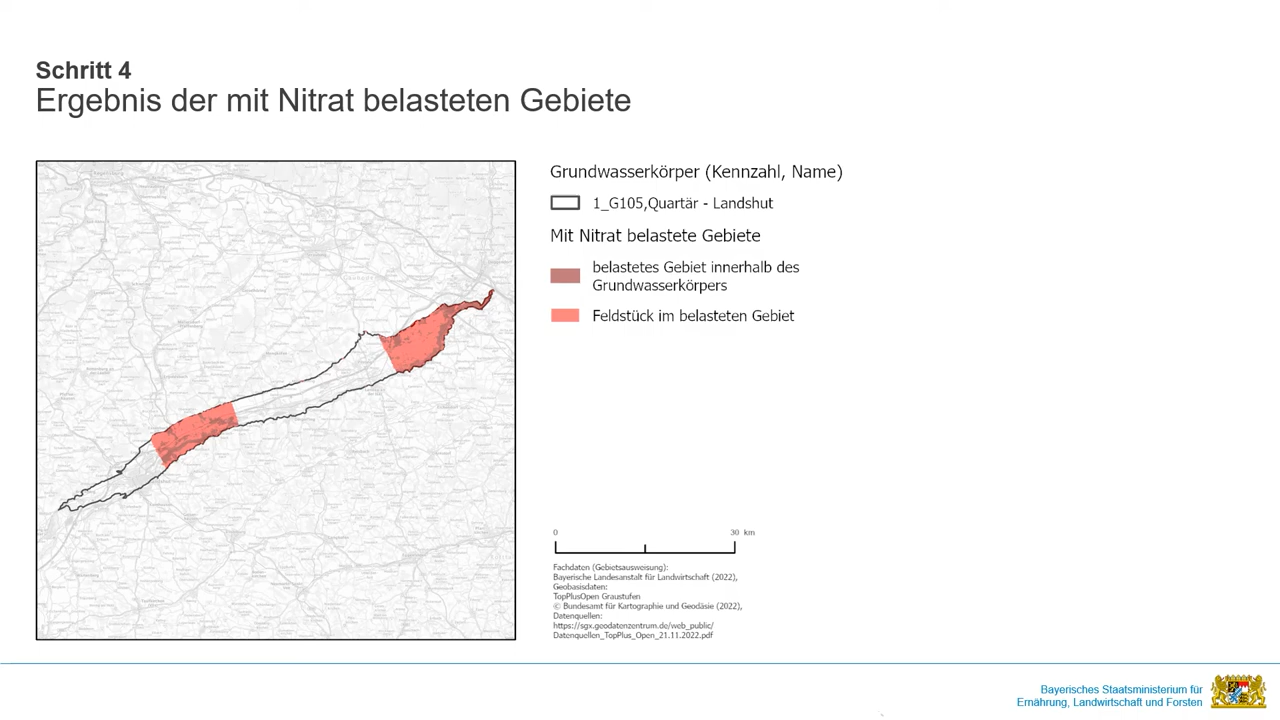 Schritt 4
Ergebnis der mit Nitrat belasteten Gebiete
Grundwasserkörper (Kennzahl, Name)
1_G105,Quartär - Landshut
Mit Nitrat belastete Gebiete
belastetes Gebiet innerhalb des
Grundwasserkörpers
Feldstück im belasteten Gebiet
0 30 km
Fachdaten (Gebietsausweisung):
Bayerische Landesanstalt für Landwirtschaft (2022),
Geobasisdaten:
TopPlusOpen Graustufen
© Bundesamt für Kartographie und Geodäsie (2022),
Datenquellen:
https://sgx.geodatenzentrum.de/web_public/
Datenquellen_TopPlus_Open_21.11.2022.pdf
Bayerisches Staatsministerium für
Ernährung, Landwirtschaft und Forsten